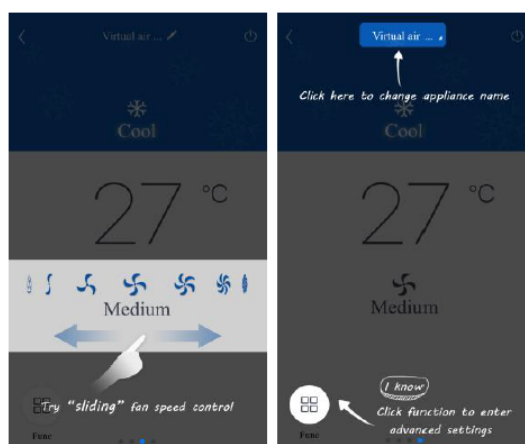 Virtual air ...
Cool
27 °C
Medium
Try “sliding” fan speed control
Func
Virtual air ...
Click here to change appliance name
Cool
27 °C
Medium
I know
Click function to enter
advanced settings
Func